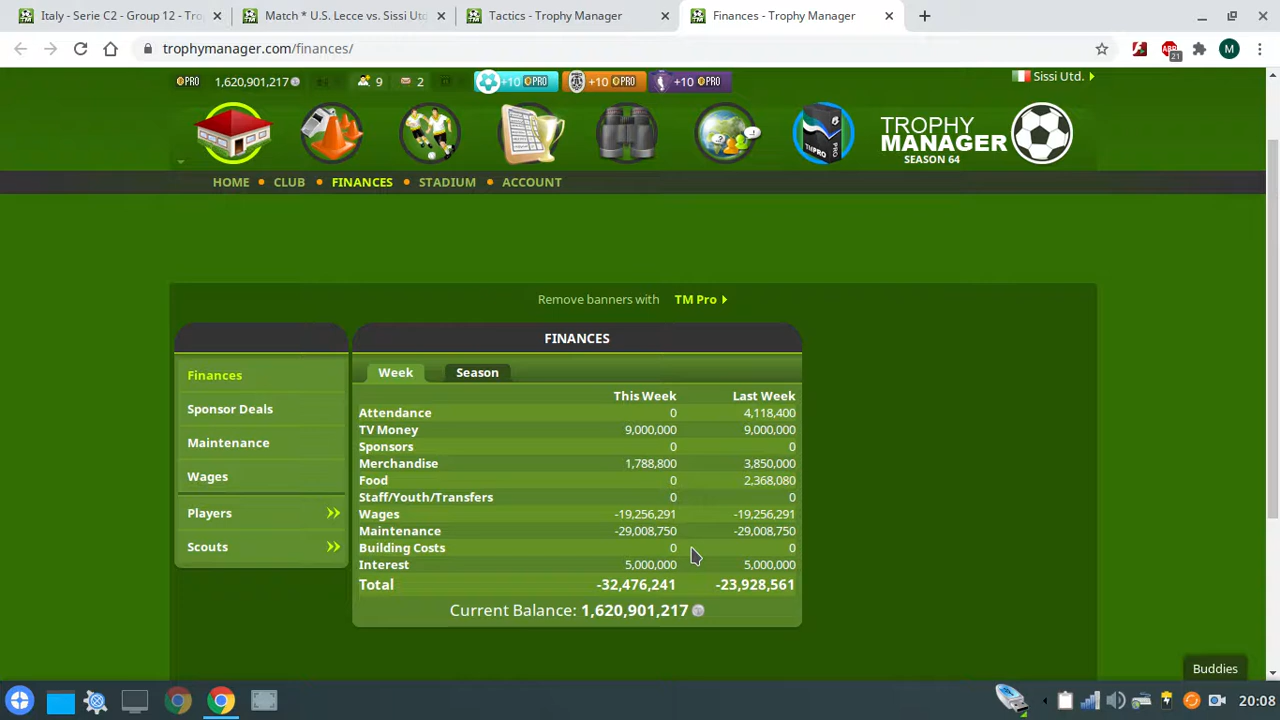 Italy - Serie C2 - Group 12 - Tro
Match * U.S. Lecce vs. Sissi Utd
Tactics - Trophy Manager
Finances - Trophy Manager
trophymanager.com/finances/
21
M
PRO 1,620,901,217 9 2 +10 PRO +10 PRO +10 PRO
Sissi Utd.
TROPHY
MANAGER
SEASON 64
HOME CLUB FINANCES STADIUM ACCOUNT
Remove banners with TM Pro
FINANCES
Finances
Sponsor Deals
Maintenance
Wages
Players
Scouts
Week Season
This Week Last Week
Attendance 0 4,118,400
TV Money 9,000,000 9,000,000
Sponsors 0 0
Merchandise 1,788,800 3,850,000
Food 0 2,368,080
Staff/Youth/Transfers 0 0
Wages -19,256,291 -19,256,291
Maintenance -29,008,750 -29,008,750
Building Costs 0 0
Interest 5,000,000 5,000,000
Total -32,476,241 -23,928,561
Current Balance: 1,620,901,217
Buddies
20:08